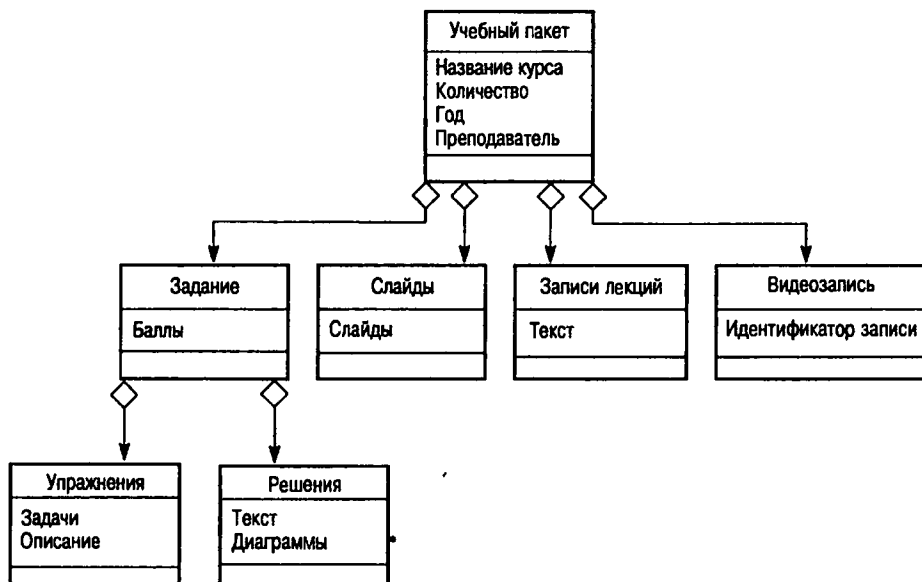 Учебный пакет
Название курса
Количество
Год
Преподаватель
Задание
Баллы
Слайды
Слайды
Записи лекций
Текст
Видеозапись
Идентификатор записи
Упражнения
Задачи
Описание
Решения
Текст
Диаграммы